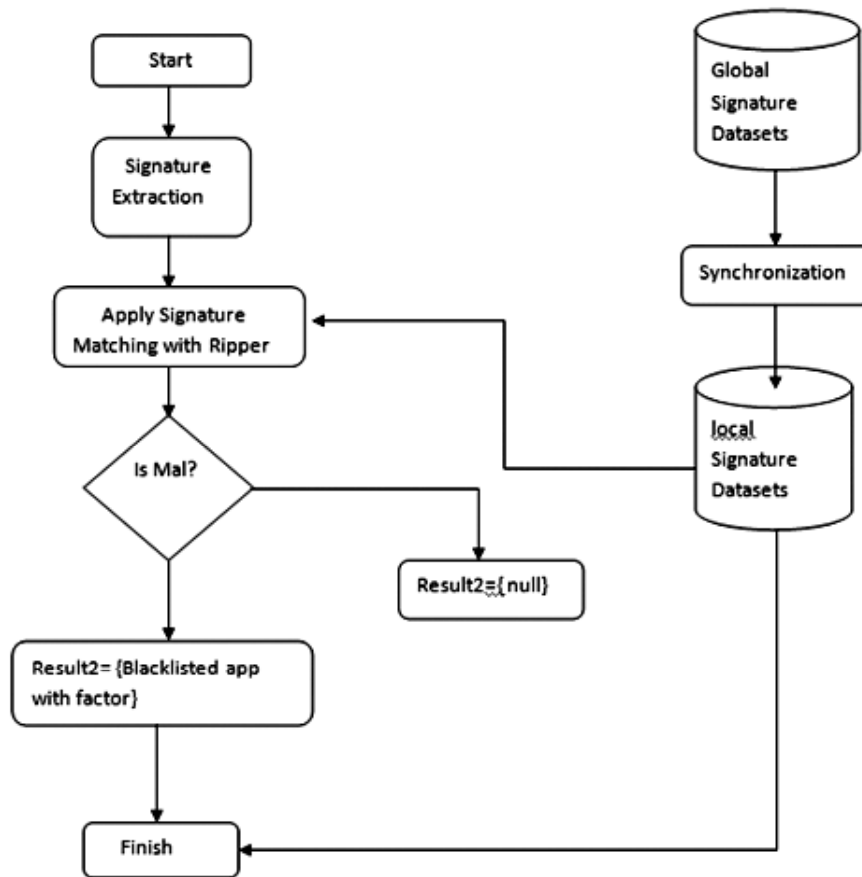 Start
Signature
Extraction
Apply Signature
Matching with Ripper
Is Mal?
Result2={null}
Result2= {Blacklisted app
with factor}
Finish
Global
Signature
Datasets
Synchronization
local
Signature
Datasets